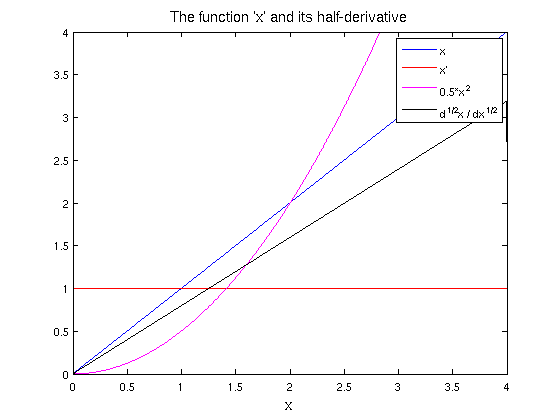 The function 'x' and its half-derivative
4
3.5
3
2.5
2
1.5
1
0.5
0
x
x'
0.5*x²
d^1/2x / dx^1/2
0 0.5 1 1.5 2 2.5 3 3.5 4
x